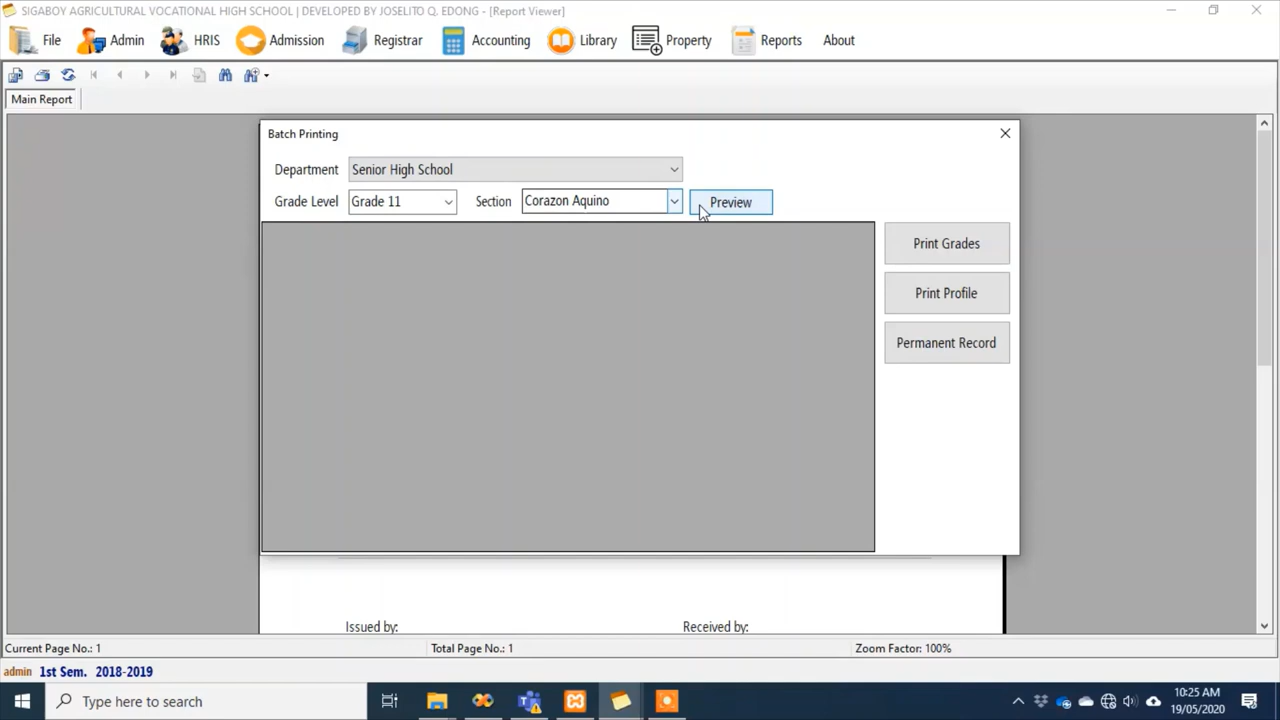 SIGABOY AGRICULTURAL VOCATIONAL HIGH SCHOOL | DEVELOPED BY JOSELITO Q. EDONG - [Report Viewer]
File Admin HRIS Admission Registrar Accounting Library Property Reports About
Main Report
Batch Printing
Department Senior High School
Grade Level Grade 11 Section Corazon Aquino Preview
Print Grades
Print Profile
Permanent Record
Issued by: Received by:
Current Page No.: 1 Total Page No.: 1 Zoom Factor: 100%
admin 1st Sem. 2018-2019
Type here to search
10:25 AM
19/05/2020